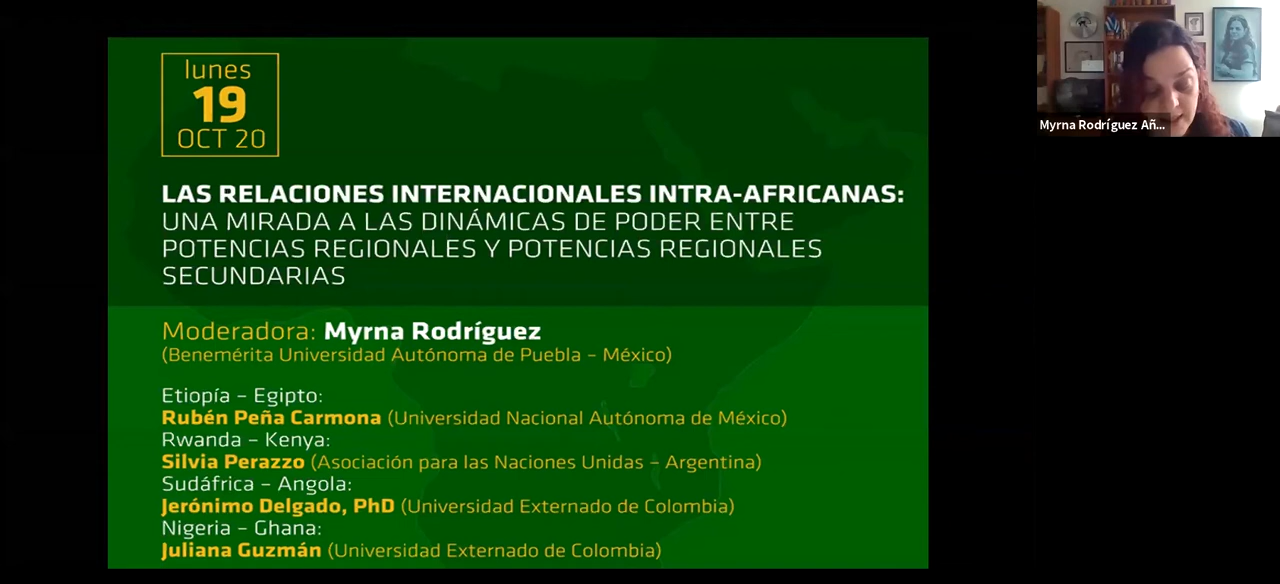 lunes
19
OCT 20
LAS RELACIONES INTERNACIONALES INTRA-AFRICANAS:
UNA MIRADA A LAS DINÁMICAS DE PODER ENTRE
POTENCIAS REGIONALES Y POTENCIAS REGIONALES
SECUNDARIAS
Moderadora: Myrna Rodríguez
(Benemérita Universidad Autónoma de Puebla – México)
Etiopía – Egipto:
Rubén Peña Carmona (Universidad Nacional Autónoma de México)
Rwanda – Kenya:
Silvia Perazzo (Asociación para las Naciones Unidas – Argentina)
Sudáfrica – Angola:
Jerónimo Delgado, PhD (Universidad Externado de Colombia)
Nigeria – Ghana:
Juliana Guzmán (Universidad Externado de Colombia)
Myrna Rodríguez Añ...